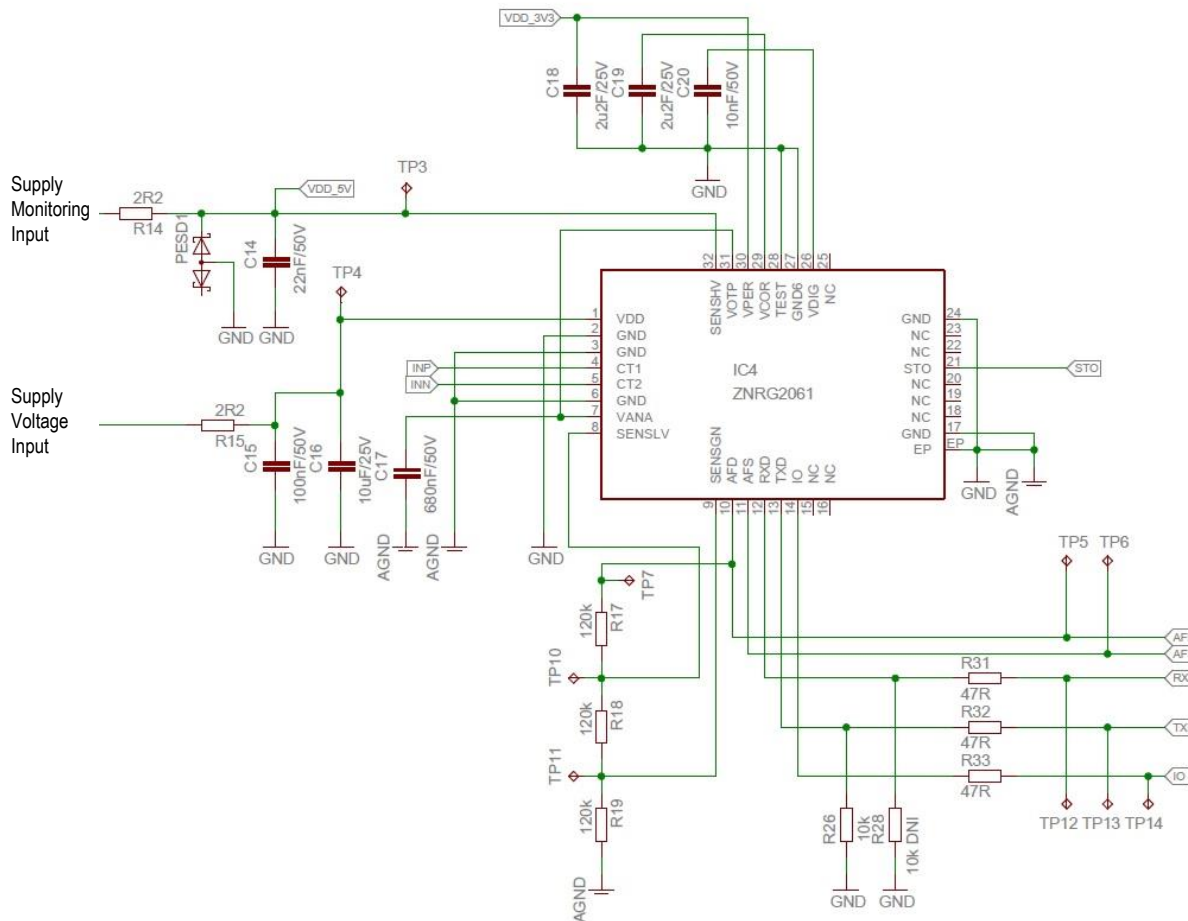 VDD_3V3
C18
2u2F/25V
C19
2u2F/25V
C20
10nF/50V
GND
Supply
Monitoring
Input
2R2
R14
PESD1
GND
C14
22nF/50V
GND
VDD_5V
TP3
TP4
Supply
Voltage
Input
2R2
R15
C15
100nF/50V
GND
C16
10uF/25V
GND
C17
680nF/50V
AGND
AGND
GND
INP
INN
32 31 30 29 28 27 26 25
SENSHV VOTP VPER VCOR TEST GND6 VDIG NC
1 VDD
2 GND
3 GND
4 CT1
5 CT2
6 GND
7 VANA
8 SENSLV
IC4
ZNRG2061
GND 24
NC 23
NC 22
STO 21
NC 20
NC 19
NC 18
GND 17
EP EP
SENSGN AFD AFS RXD TXD IO NC NC
9 10 11 12 13 14 15 16
STO
GND
AGND
TP5
TP6
TP7
120k
R17
TP10
120k
R18
TP11
120k
R19
AGND
AF
AF
R31
47R
RX
R32
47R
TX
R33
47R
IO
R26
10k
GND
R28
10k DNI
GND
TP12 TP13 TP14